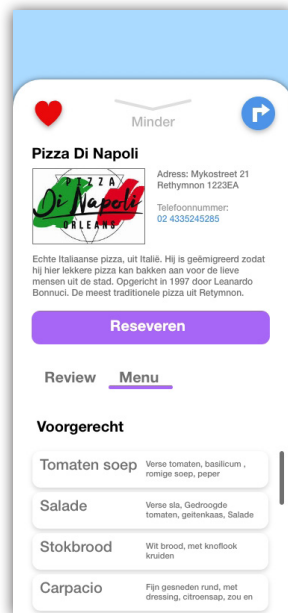 Minder
Pizza Di Napoli
PIZZA
Di Napoli
ORLEANS
Adress: Mykostreet 21
Rethymnon 1223EA
Telefoonnummer:
02 4335245285
Echte Italiaanse pizza, uit Italië. Hij is geëmigreerd zodat
hij hier lekkere pizza kan bakken aan voor de lieve
mensen uit de stad. Opgericht in 1997 door Leanardo
Bonnuci. De meest traditionele pizza uit Retymnon.
Reseveren
Review Menu
Voorgerecht
Tomaten soep
Verse tomaten, basilicum ,
romige soep, peper
Salade
Verse sla, Gedroogde
tomaten, geitenkaas, Salade
Stokbrood
Wit brood, met knoflook
kruiden
Carpacio
Fijn gesneden rund, met
dressing, citroensap, zou en